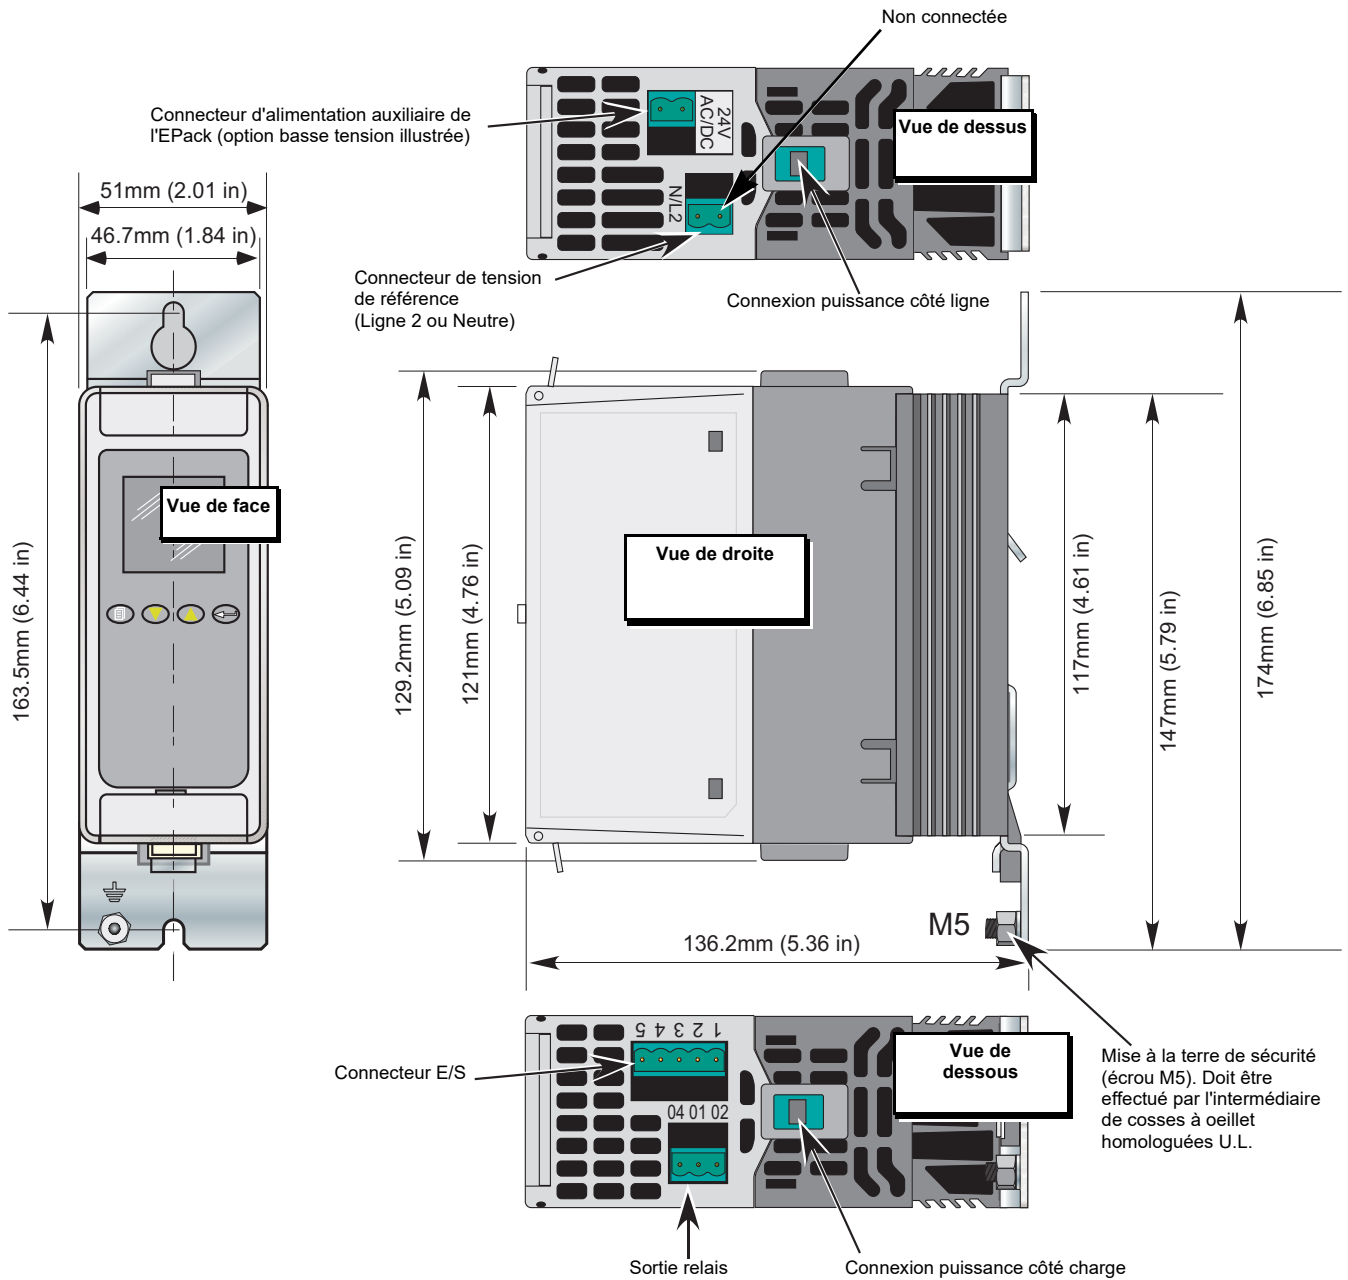 Non connectée
Connecteur d'alimentation auxiliaire de
l'EPack (option basse tension illustrée)
24V
AC/DC
Vue de dessus
N/L2
51mm (2.01 in)
46.7mm (1.84 in)
Connecteur de tension
de référence
(Ligne 2 ou Neutre)
Connexion puissance côté ligne
Vue de face
Vue de droite
163.5mm (6.44 in)
129.2mm (5.09 in)
121mm (4.76 in)
117mm (4.61 in)
147mm (5.79 in)
174mm (6.85 in)
M5
136.2mm (5.36 in)
5 4 3 2 1
Connecteur E/S
04 01 02
Vue de
dessous
Mise à la terre de sécurité
(écrou M5). Doit être
effectué par l'intermédiaire
de cosses à oeillet
homologuées U.L.
Sortie relais
Connexion puissance côté charge